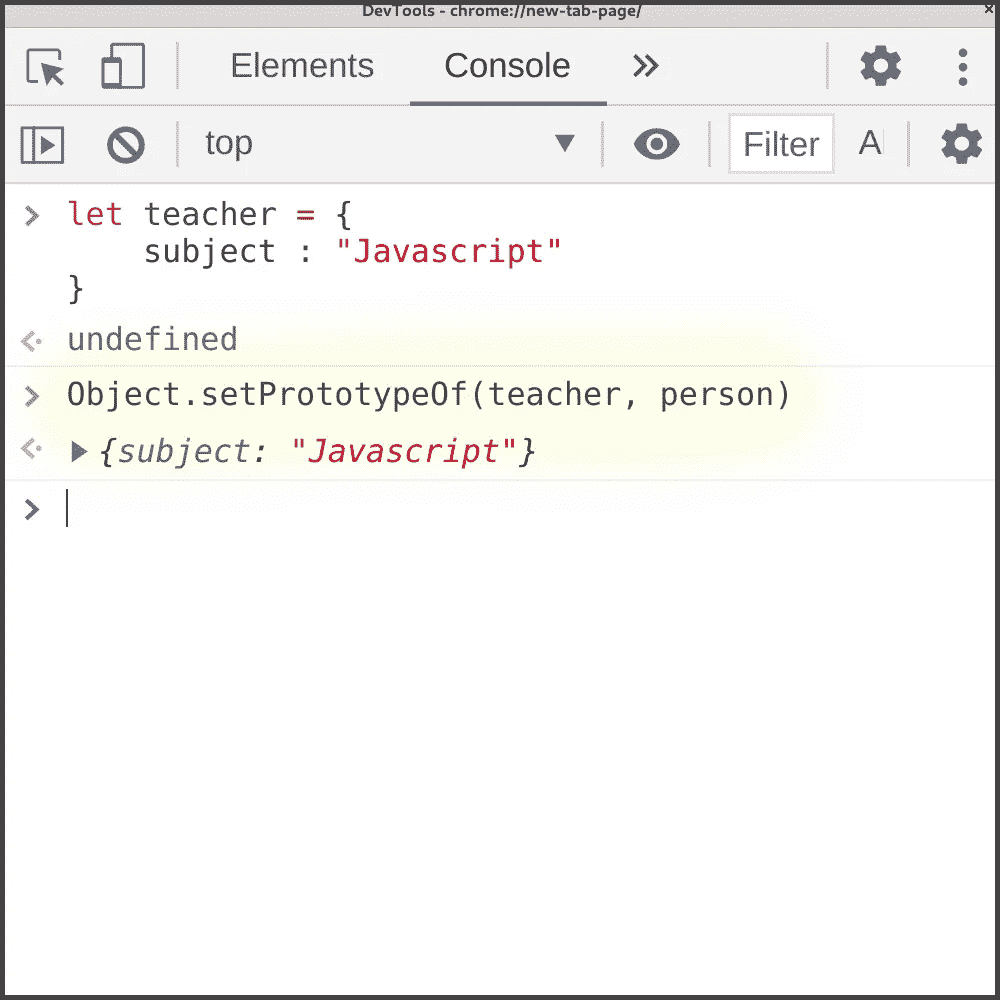 DevTools - chrome://new-tab-page/
Elements Console
top Filter A
let teacher = {
subject : "Javascript"
}
undefined
Object.setPrototypeOf(teacher, person)
{subject: "Javascript"}